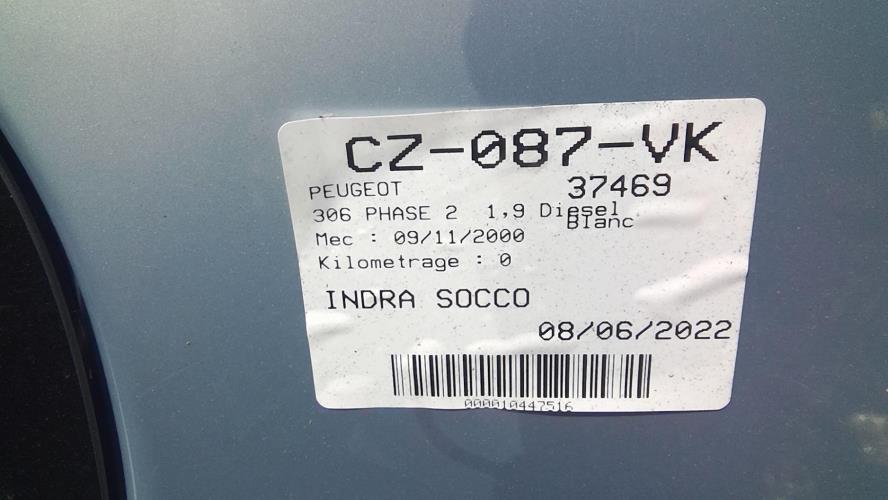 CZ-087-VK
PEUGEOT 37469
306 PHASE 2 1,9 Diesel
Blanc
Mec : 09/11/2000
Kilometrage : 0
INDRA SOCCO
08/06/2022
000010447516